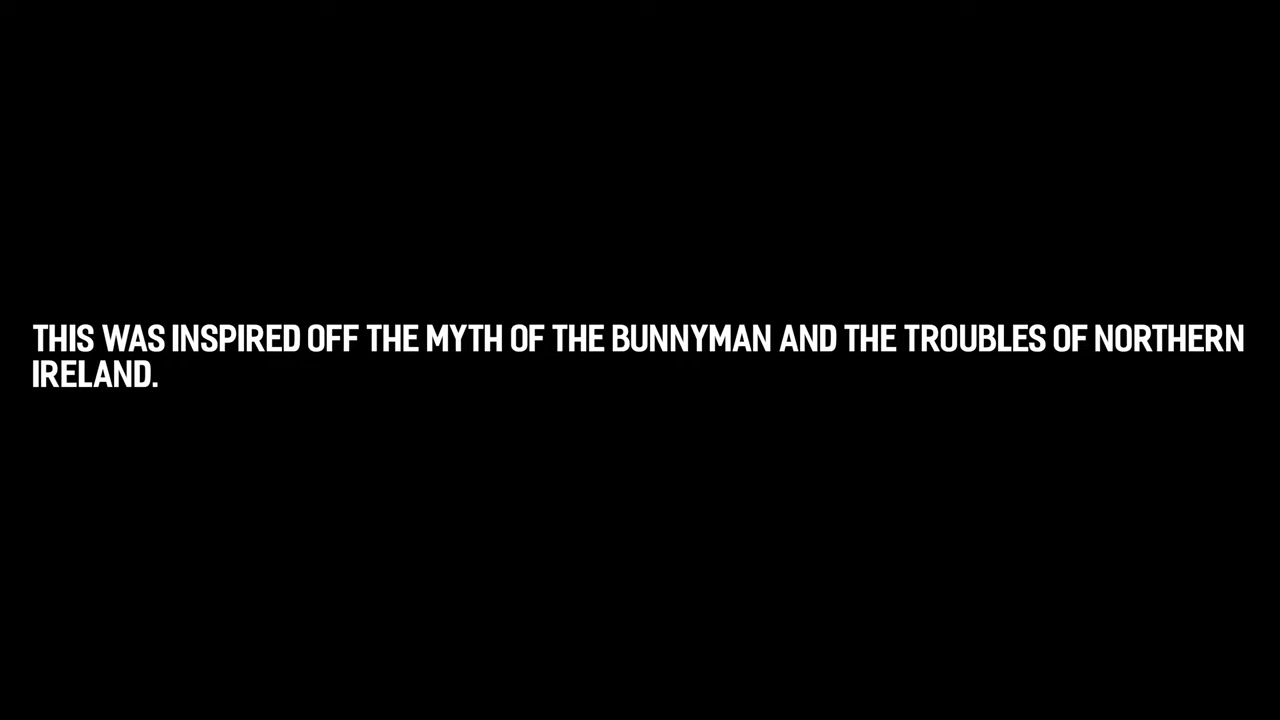 THIS WAS INSPIRED OFF THE MYTH OF THE BUNNYMAN AND THE TROUBLES OF NORTHERN
IRELAND.